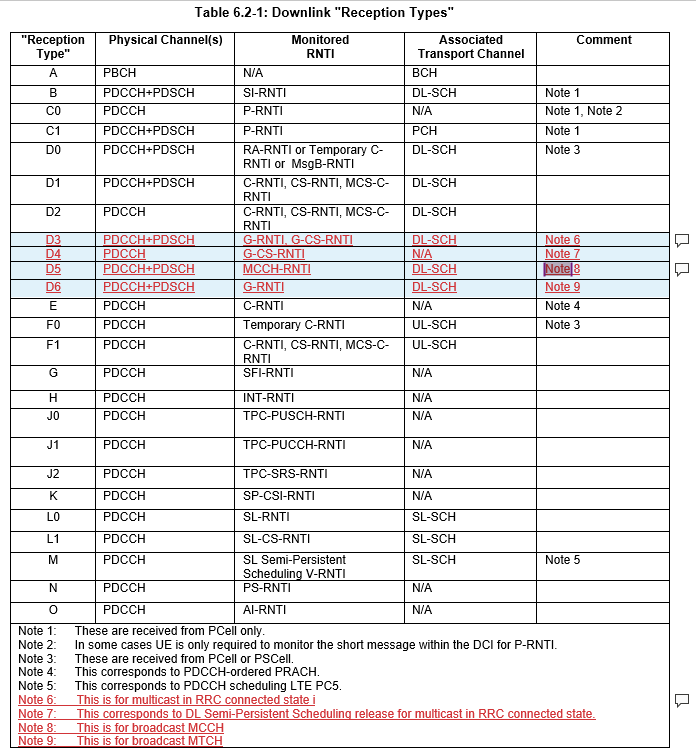 Table 6.2-1: Downlink "Reception Types"
"Reception Type" Physical Channel(s) Monitored RNTI Associated Transport Channel Comment
A PBCH N/A BCH
B PDCCH+PDSCH SI-RNTI DL-SCH Note 1
C0 PDCCH P-RNTI N/A Note 1, Note 2
C1 PDCCH+PDSCH P-RNTI PCH Note 1
D0 PDCCH+PDSCH RA-RNTI or Temporary C-RNTI or MsgB-RNTI DL-SCH Note 3
D1 PDCCH+PDSCH C-RNTI, CS-RNTI, MCS-C-RNTI DL-SCH
D2 PDCCH C-RNTI, CS-RNTI, MCS-C-RNTI DL-SCH
D3 PDCCH+PDSCH G-RNTI, G-CS-RNTI DL-SCH Note 6
D4 PDCCH G-CS-RNTI N/A Note 7
D5 PDCCH+PDSCH MCCH-RNTI DL-SCH Note 8
D6 PDCCH+PDSCH G-RNTI DL-SCH Note 9
E PDCCH C-RNTI N/A Note 4
F0 PDCCH Temporary C-RNTI UL-SCH Note 3
F1 PDCCH C-RNTI, CS-RNTI, MCS-C-RNTI UL-SCH
G PDCCH SFI-RNTI N/A
H PDCCH INT-RNTI N/A
J0 PDCCH TPC-PUSCH-RNTI N/A
J1 PDCCH TPC-PUCCH-RNTI N/A
J2 PDCCH TPC-SRS-RNTI N/A
K PDCCH SP-CSI-RNTI N/A
L0 PDCCH SL-RNTI SL-SCH
L1 PDCCH SL-CS-RNTI SL-SCH
M PDCCH SL Semi-Persistent Scheduling V-RNTI SL-SCH Note 5
N PDCCH PS-RNTI N/A
O PDCCH AI-RNTI N/A
Note 1: These are received from PCell only.
Note 2: In some cases UE is only required to monitor the short message within the DCI for P-RNTI.
Note 3: These are received from PCell or PSCell.
Note 4: This corresponds to PDCCH-ordered PRACH.
Note 5: This corresponds to PDCCH scheduling LTE PC5.
Note 6: This is for multicast in RRC connected state i
Note 7: This corresponds to DL Semi-Persistent Scheduling release for multicast in RRC connected state.
Note 8: This is for broadcast MCCH
Note 9: This is for broadcast MTCH